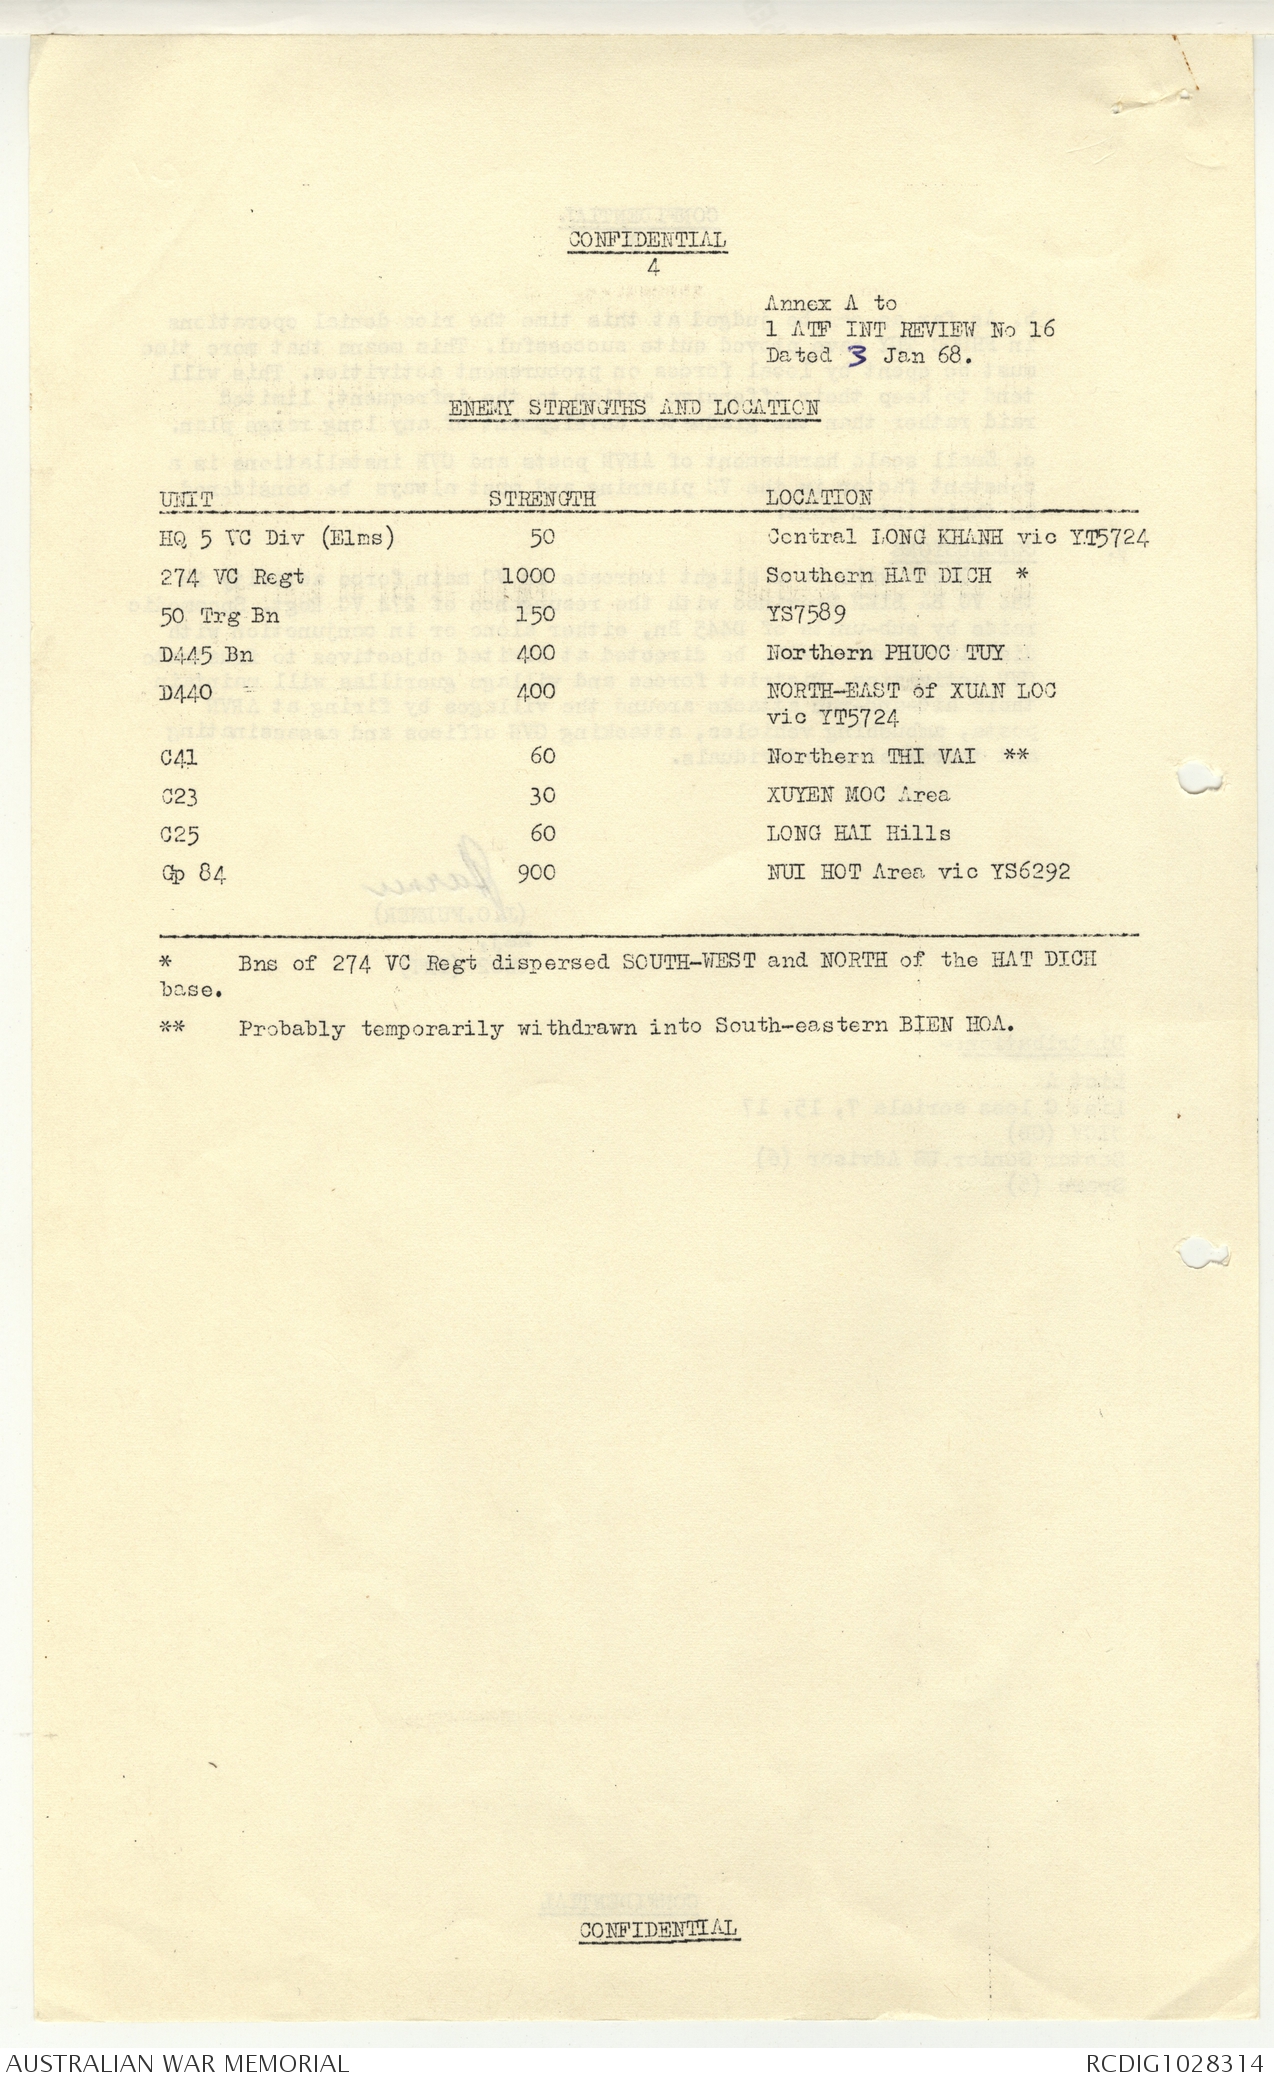 CONFIDENTIAL
4
Annex A to
1 ATF INT REVIEW No 16
Dated 3 Jan 68.
ENEMY STRENGTHS AND LOCATION
UNIT STRENGTH LOCATION
HQ 5 VC Div (Elms) 50 Central LONG KHANH vic YT5724
274 VC Regt 1000 Southern HAT DICH *
50 Trg Bn 150 YS7589
D445 Bn 400 Northern PHUOC TUY
D440 400 NORTH-EAST of XUAN LOC
vic YT5724
C41 60 Northern THI VAI **
C23 30 XUYEN MOC Area
C25 60 LONG HAI Hills
Gp 84 900 NUI HOT Area vic YS6292
* Bns of 274 VC Regt dispersed SOUTH-WEST and NORTH of the HAT DICH
base.
** Probably temporarily withdrawn into South-eastern BIEN HOA.
CONFIDENTIAL
AUSTRALIAN WAR MEMORIAL RCDIG1028314